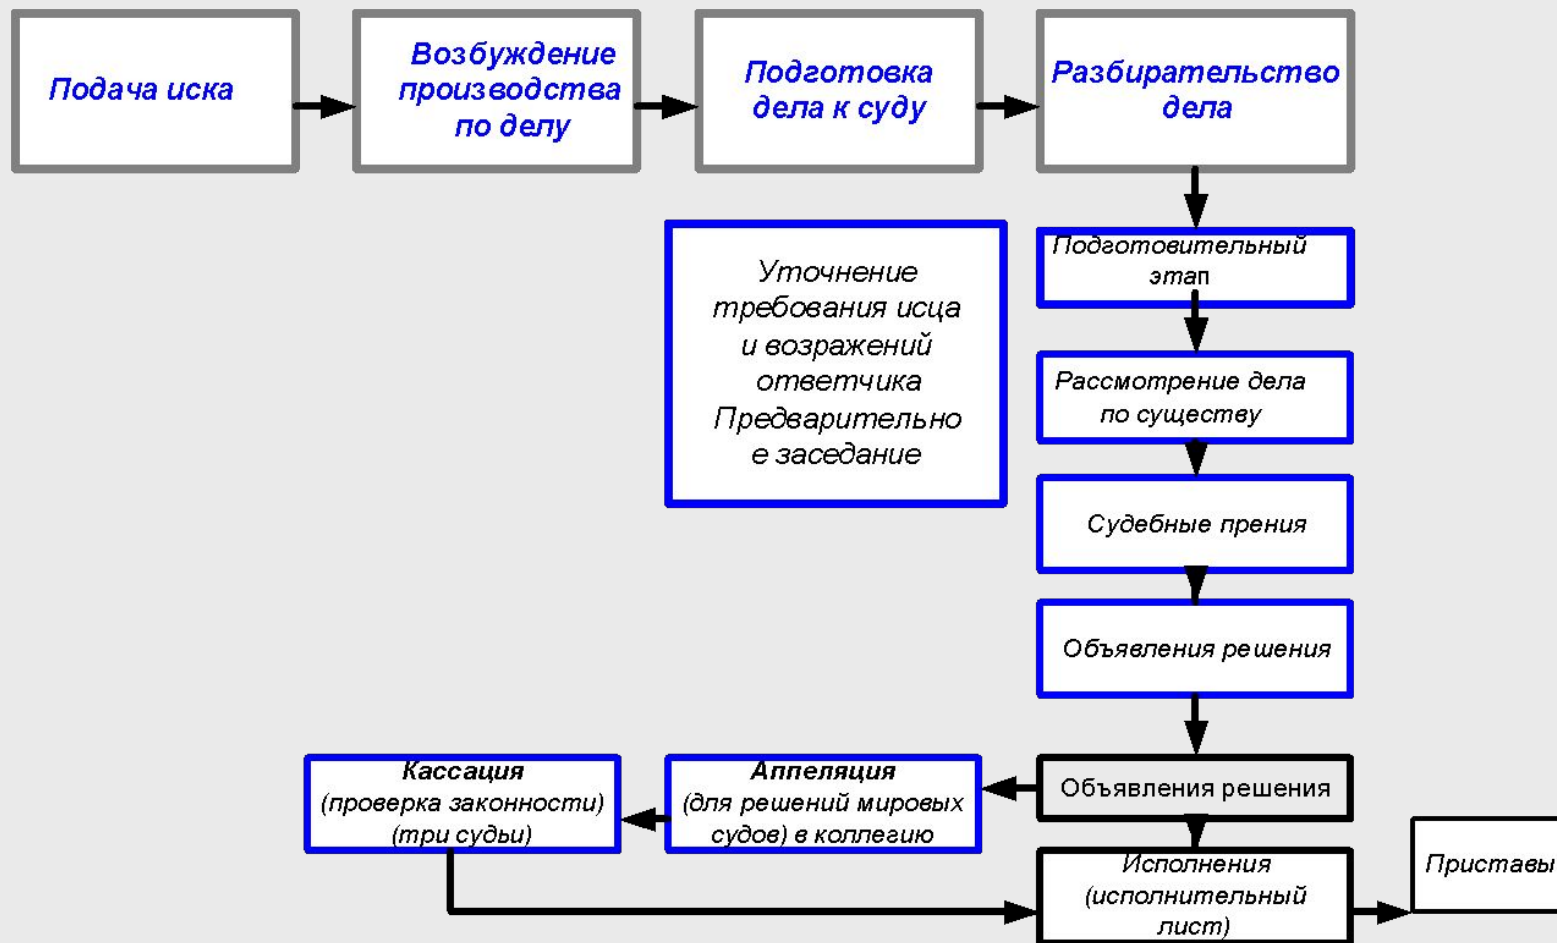 Подача иска
Возбуждение
производства
по делу
Подготовка
дела к суду
Разбирательство
дела
Уточнение
требования исца
и возражений
ответчика
Предварительно
е заседание
Подготовительный
этап
Рассмотрение дела
по существу
Судебные прения
Объявления решения
Кассация
(проверка законности)
(три судьи)
Аппеляция
(для решений мировых
судов) в коллегию
Объявления решения
Исполнения
(исполнительный
лист)
Приставы